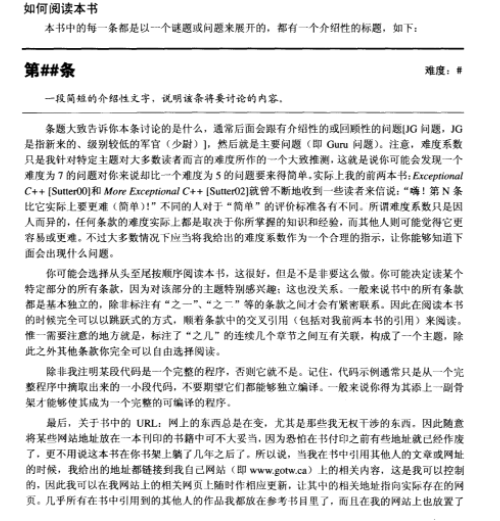 如何阅读本书
本书中的每一条都是以一个谜题或问题来展开的，都有一个介绍性的标题，如下：
第##条
难度：#
一段简短的介绍性文字，说明该条将要讨论的内容。
条题大致告诉你本条讨论的是什么，通常后面会跟有介绍性的或回顾性的问题[JG 问题，JG
是指新来的、级别较低的军官（少尉）]，然后就是主要问题（即 Guru 问题）。注意，难度系数
只是我针对特定主题对大多数读者而言的难度所作的一个大致推测，这就是说你可能会发现一个
难度为 7 的问题对你来说却比一个难度为 5 的问题要来得简单。实际上我的前两本书：Exceptional
C++ [Sutter00]和 More Exceptional C++ [Sutter02]就曾不断地收到一些读者来信说：“嗨！第 N 条
比它实际上要更难（简单）！”不同的人对于“简单”的评价标准各有不同。所谓难度系数只是因
人而异的，任何条款的难度实际上都是取决于你所掌握的知识和经验，而其他人则可能觉得它更
容易或更难。不过大多数情况下应当将我给出的难度系数作为一个合理的指示，让你能够知道下
面会出现什么问题。
你可能会选择从头至尾按顺序阅读本书，这很好，但是不是非要这么做。你可能决定读某个
特定部分的所有条款，因为对该部分的主题特别感兴趣；这也没关系。一般来说书中的所有条款
都是基本独立的，除非标注有“之一”、“之二”等的条款之间才会有紧密联系。因此在阅读本书
的时候完全可以以跳跃式的方式，顺着条款中的交叉引用（包括对我前两本书的引用）来阅读。
惟一需要注意的地方就是，标注了“之几”的连续几个章节之间互有关联，构成了一个主题，除
此之外其他条款你完全可以自由选择阅读。
除非我注明某段代码是一个完整的程序，否则它就不是。记住，代码示例通常只是从一个完
整程序中摘取出来的一小段代码，不要期望它们都能够独立编译。一般来说你得为其添上一副骨
架才能够使其成为一个完整的可编译的程序。
最后，关于书中的 URL：网上的东西总是在变，尤其是那些我无权干涉的东西。因此随意
将某些网站地址放在一本刊印的书籍中可不大妥当，因为恐怕在书付印之前有些地址就已经作废
了，更不用说这本书在你书架上躺了几年之后了。所以说，当我在书中引用其他人的文章或网址
的时候，我给出的地址都链接到我自己网站（即 www.gotw.ca）上的相关内容，这是我可以控制
的，因此我可以在我网站上的相关网页上随时作相应更新，让其中的相关地址指向实际存在的网
页。几乎所有在书中引用到的其他人的作品我都放在参考书目里了，而且在我的网站上也放置了